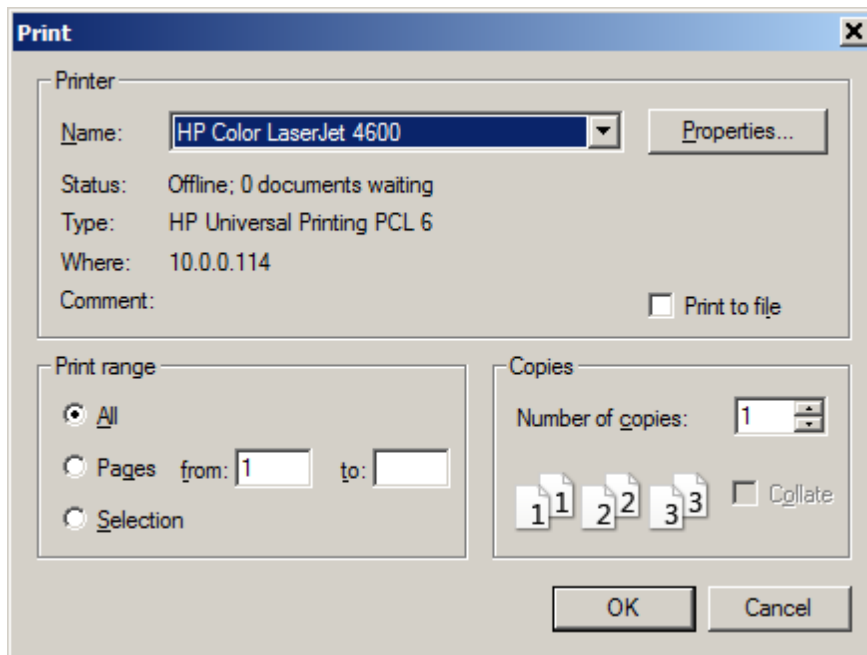 Print
Printer
Name: HP Color LaserJet 4600 Properties...
Status: Offline; 0 documents waiting
Type: HP Universal Printing PCL 6
Where: 10.0.0.114
Comment: Print to file
Print range
All
Pages from: 1 to:
Selection
Copies
Number of copies: 1
1 1 2 2 3 3 Collate
OK Cancel